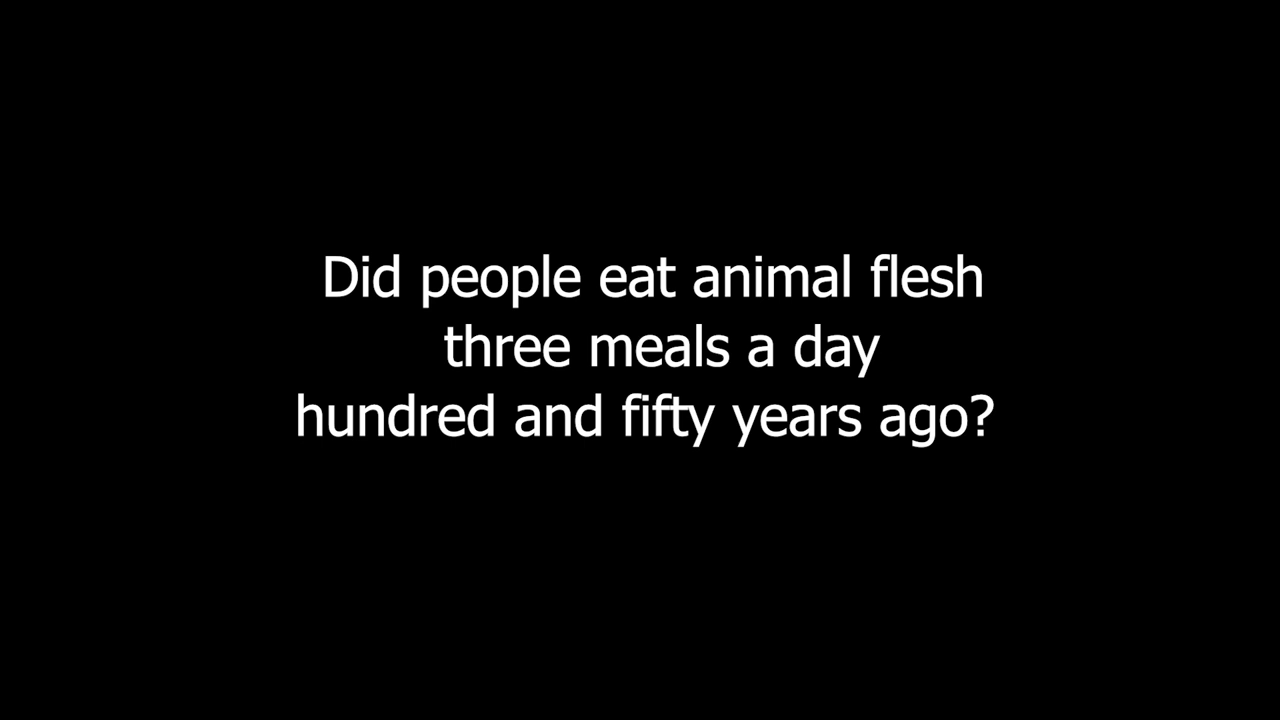 Did people eat animal flesh
three meals a day
hundred and fifty years ago?